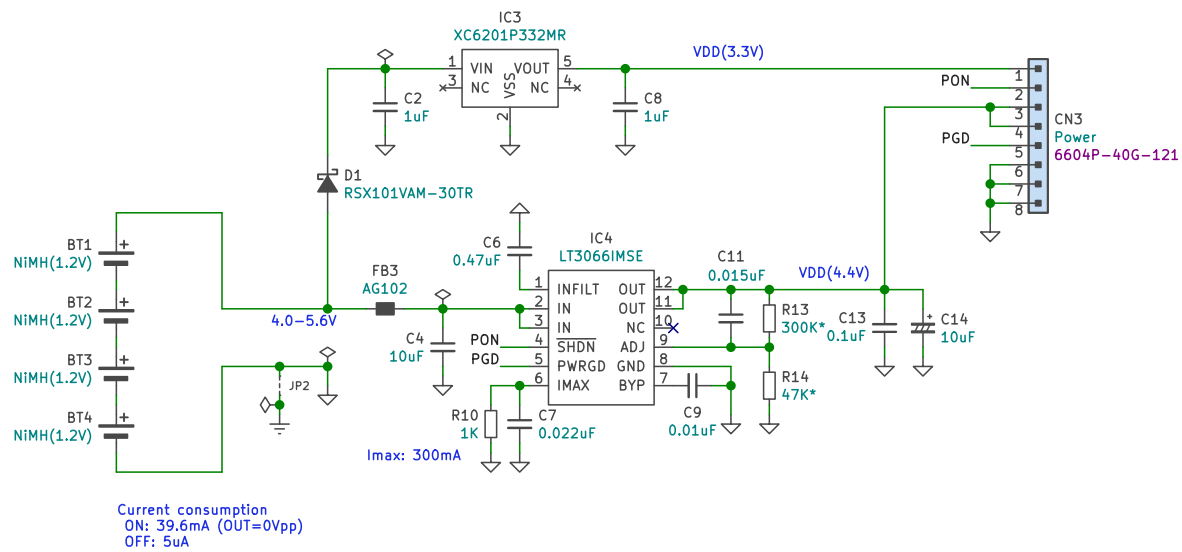 IC3
XC6201P332MR
1 VIN VOUT 5
3 NC VSS NC 4
2
C2
1uF
C8
1uF
VDD(3.3V)
PON
PGD
1
2
3
4
5
6
7
8
CN3
Power
6604P-40G-121
D1
RSX101VAM-30TR
BT1
NiMH(1.2V)
BT2
NiMH(1.2V)
BT3
NiMH(1.2V)
BT4
NiMH(1.2V)
4.0-5.6V
JP2
FB3
AG102
C4
10uF
C6
0.47uF
IC4
LT3066IMSE
1 INFILT OUT 12
2 IN OUT 11
3 IN NC 10
PON 4 SHDN ADJ 9
PGD 5 PWRGD GND 8
6 IMAX BYP 7
R10
1K
C7
0.022uF
Imax: 300mA
C9
0.01uF
C11
0.015uF
R13
300K*
R14
47K*
VDD(4.4V)
C13
0.1uF
+
C14
10uF
Current consumption
ON: 39.6mA (OUT=0Vpp)
OFF: 5uA